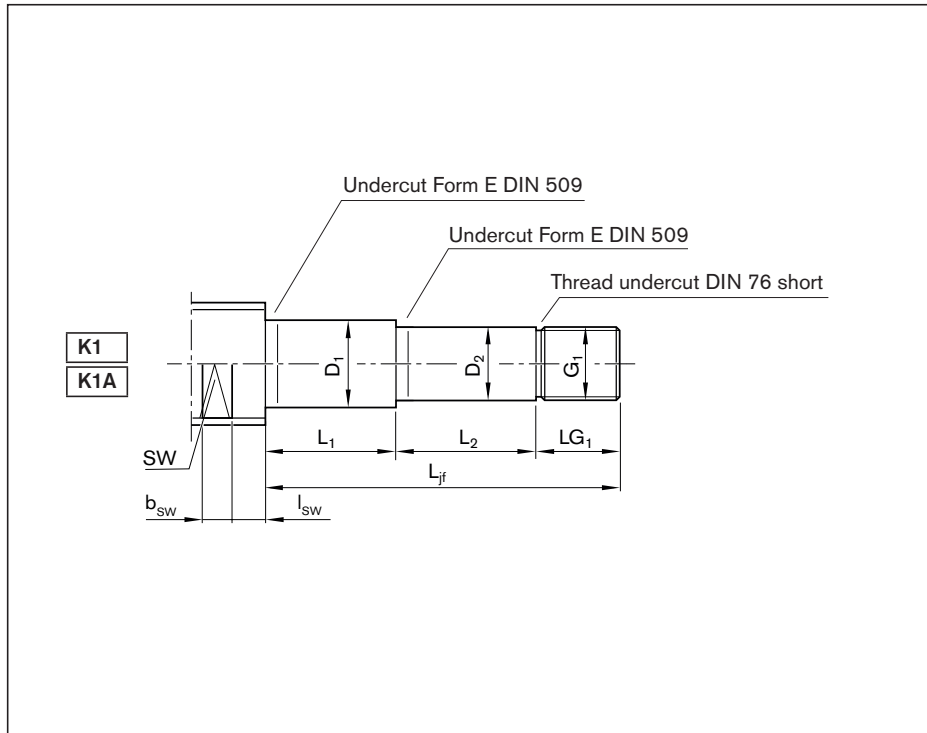 Undercut Form E DIN 509
Undercut Form E DIN 509
Thread undercut DIN 76 short
K1
K1A
D₁
D₂
G₁
SW
L₁
L₂
LG₁
Ljf
bSW
lSW